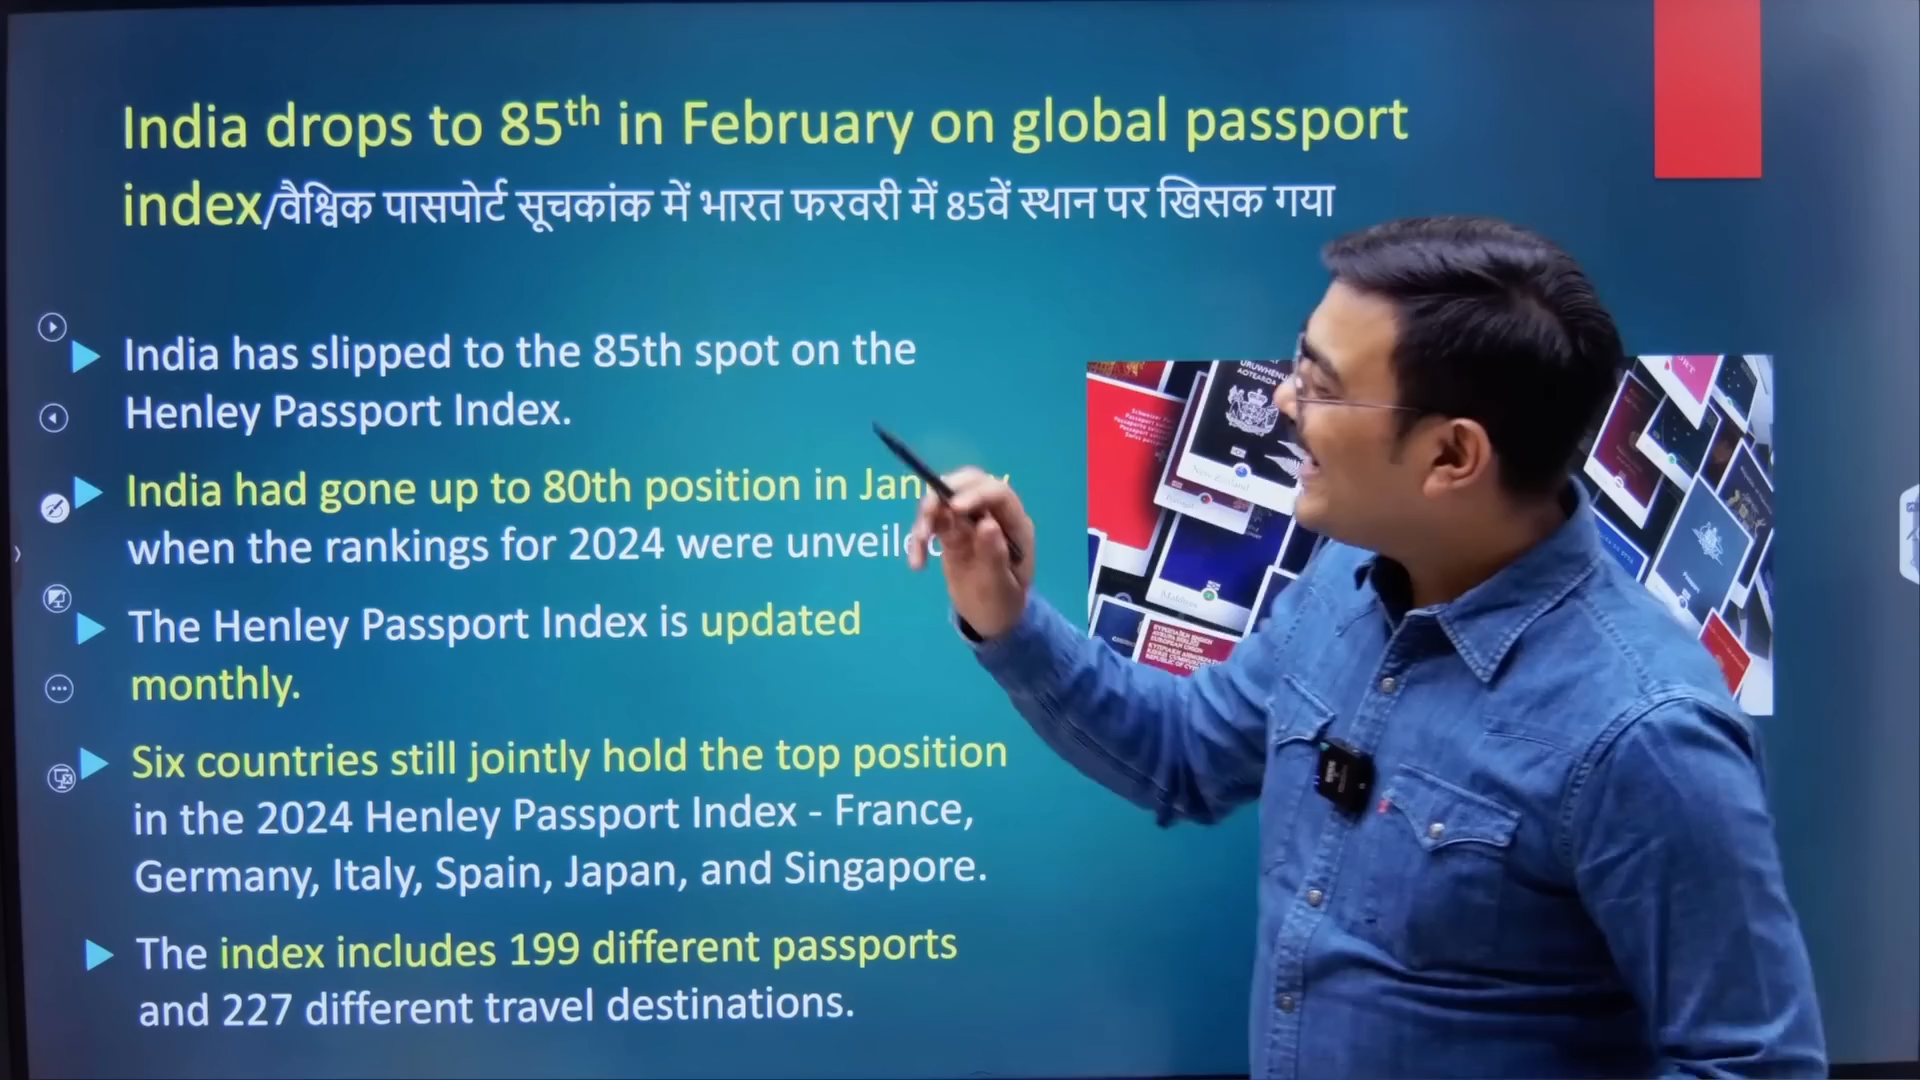 India drops to 85th in February on global passport
index/वैश्विक पासपोर्ट सूचकांक में भारत फरवरी में 85वें स्थान पर खिसक गया
India has slipped to the 85th spot on the
Henley Passport Index.
India had gone up to 80th position in
when the rankings for 2024 were
The Henley Passport Index is updated
monthly.
Six countries still jointly hold the top position
in the 2024 Henley Passport Index - France,
Germany, Italy, Spain, Japan, and Singapore.
The index includes 199 different passports
and 227 different travel destinations.
AOTEAROA
New Zealand
Maldives